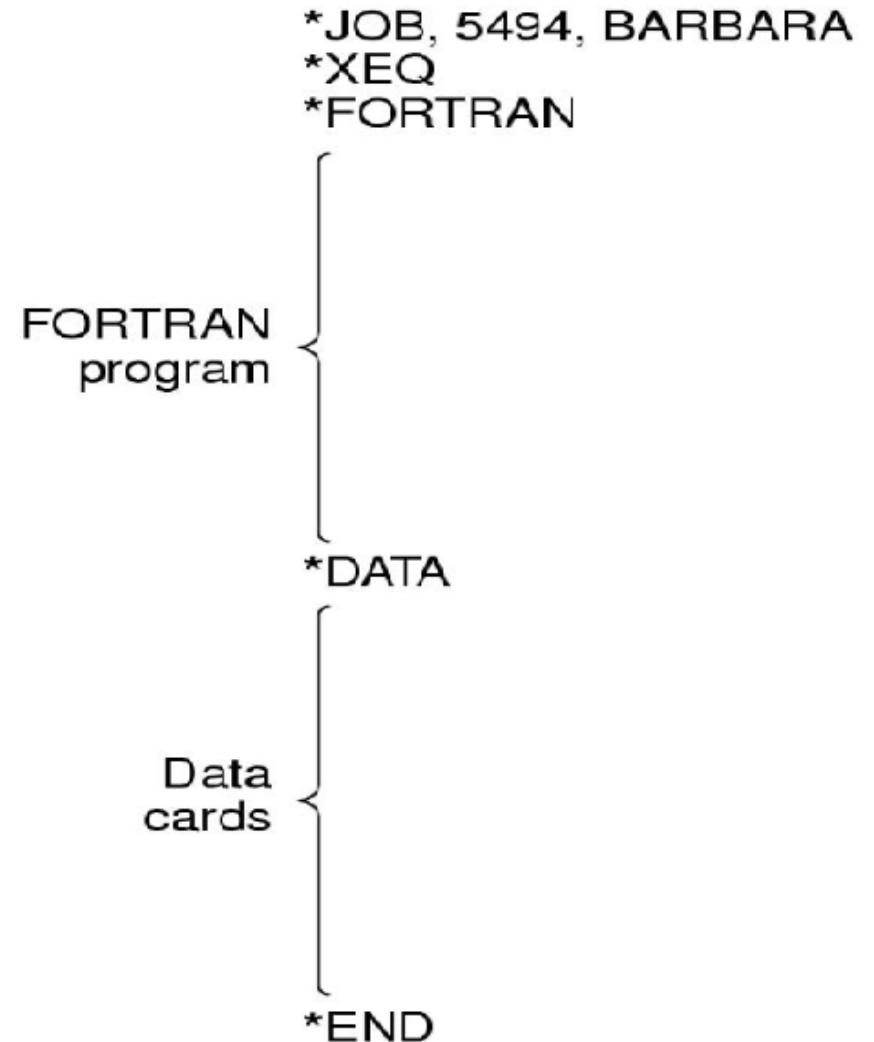 *JOB, 5494, BARBARA
*XEQ
*FORTRAN
FORTRAN
program
*DATA
Data
cards
*END